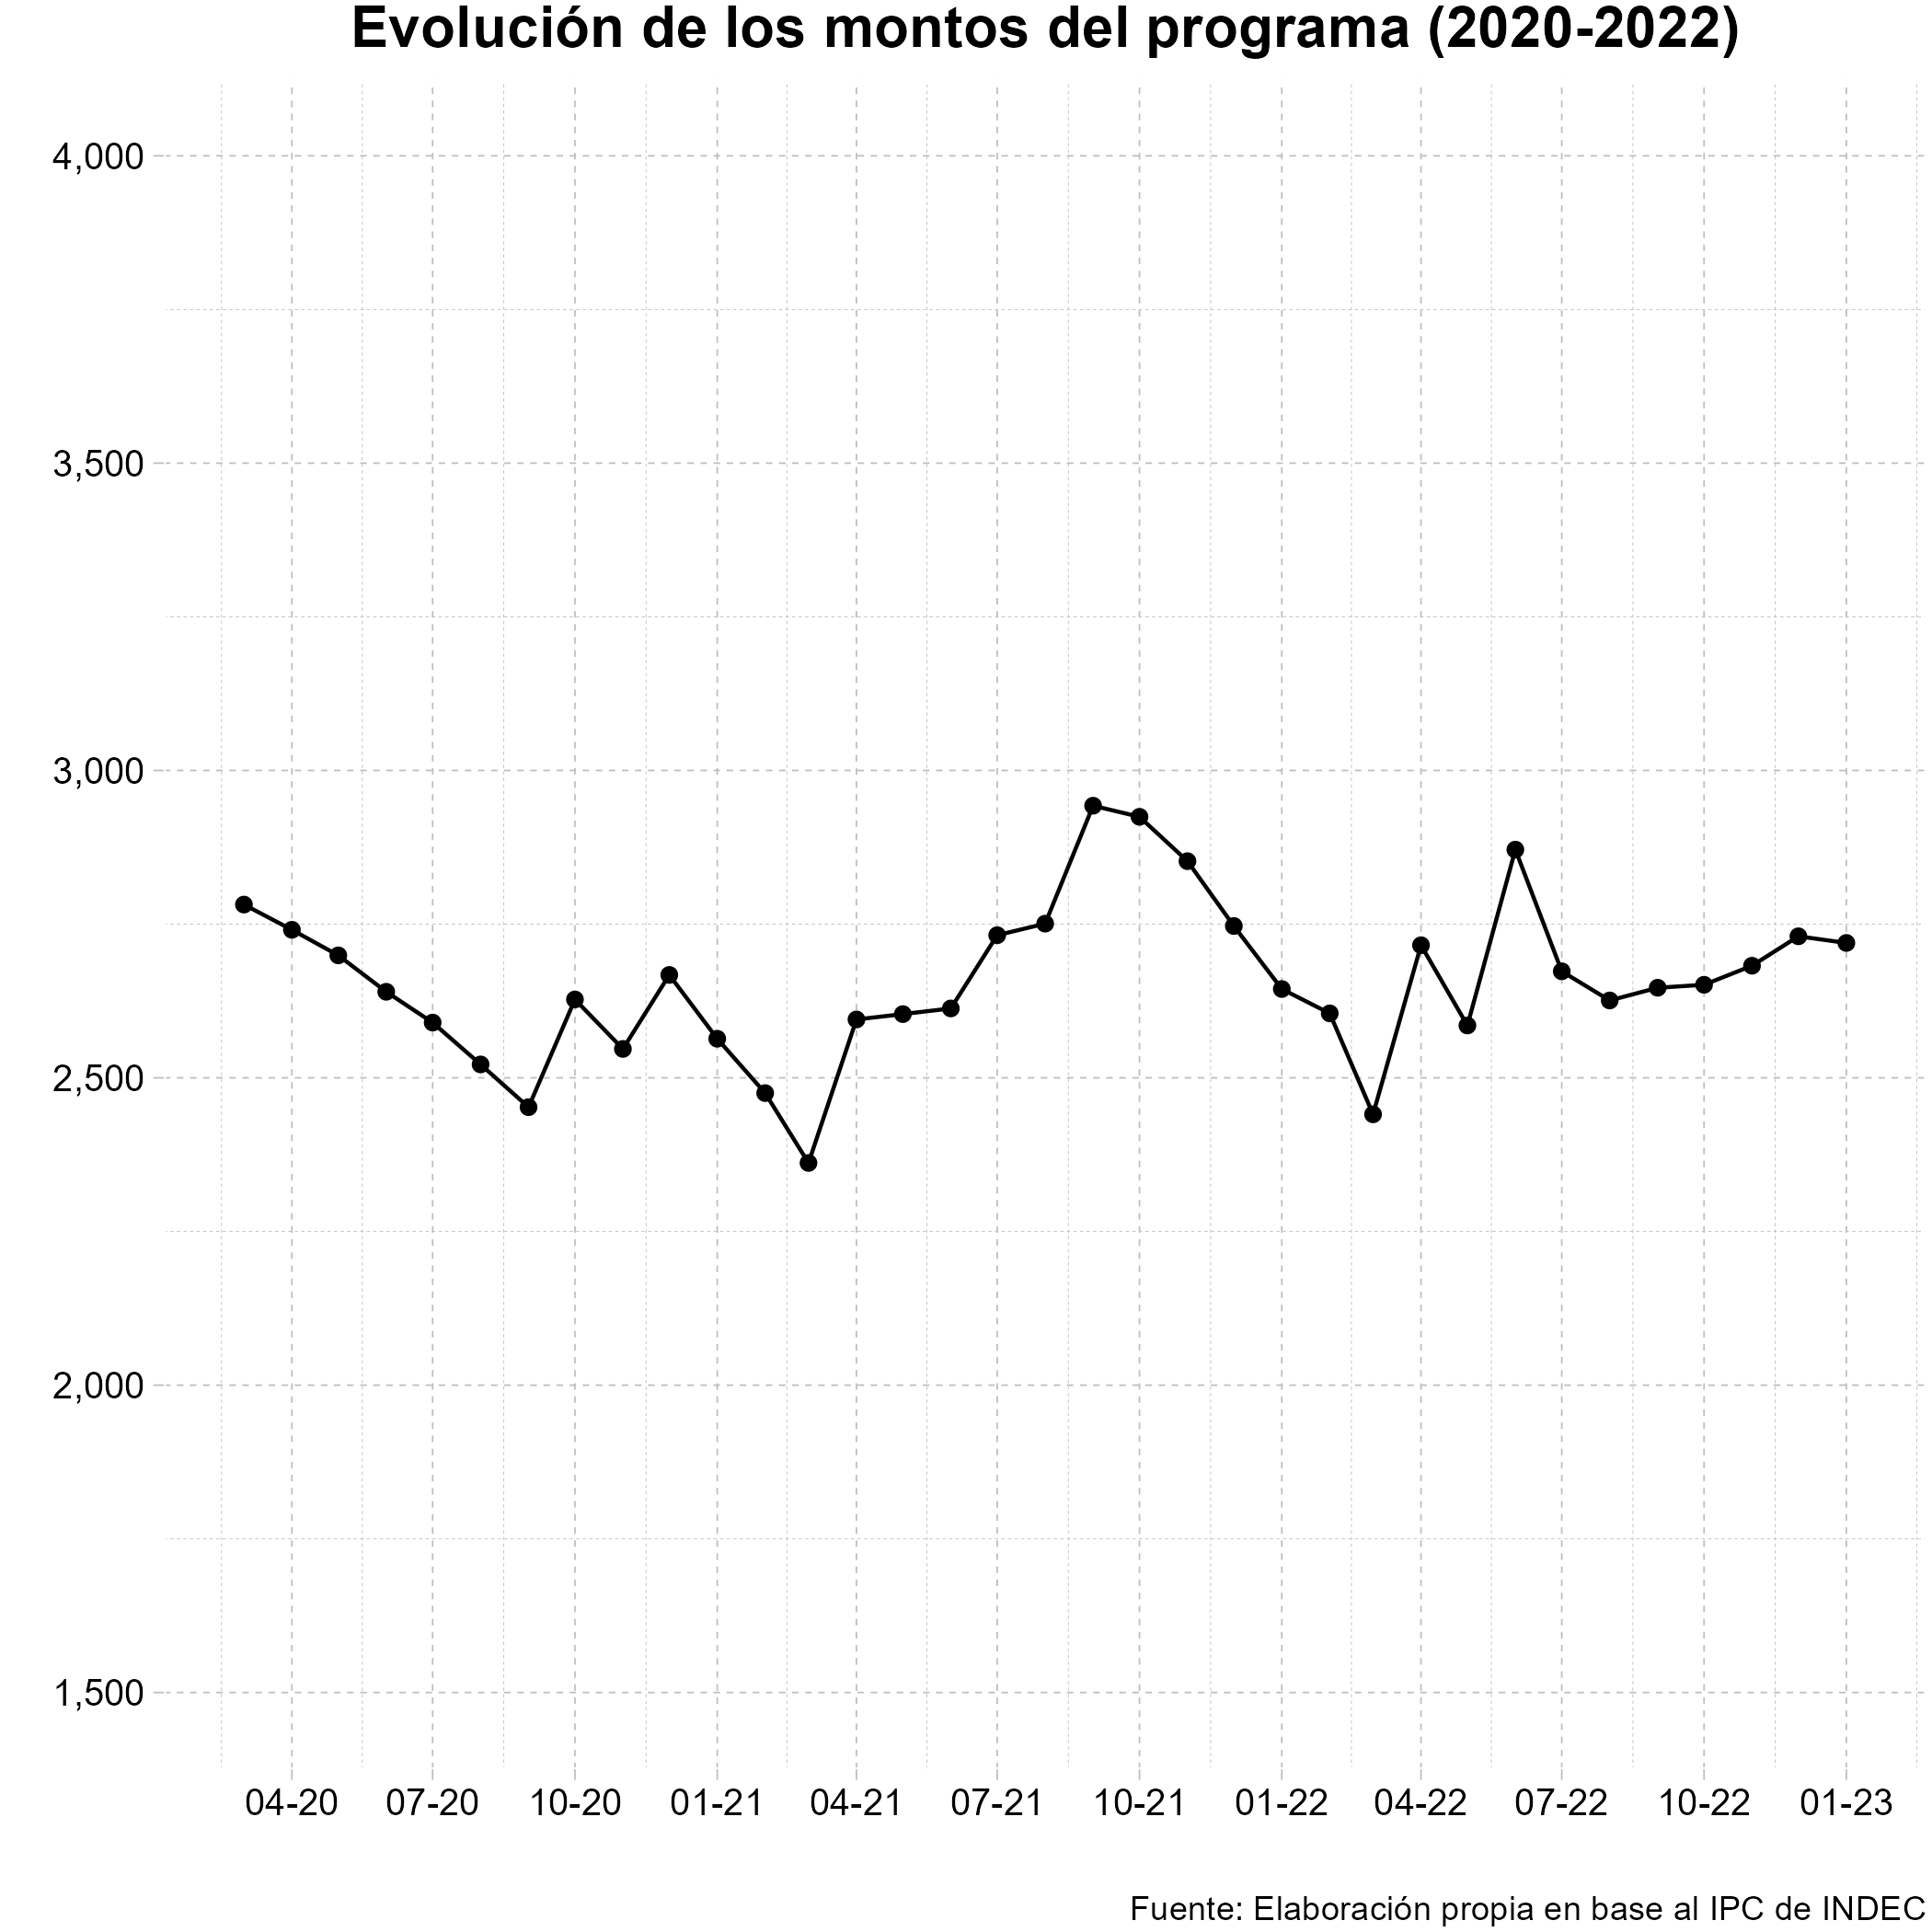 Evolución de los montos del programa (2020-2022)
4,000
3,500
3,000
2,500
2,000
1,500
04-20 07-20 10-20 01-21 04-21 07-21 10-21 01-22 04-22 07-22 10-22 01-23
Fuente: Elaboración propia en base al IPC de INDEC